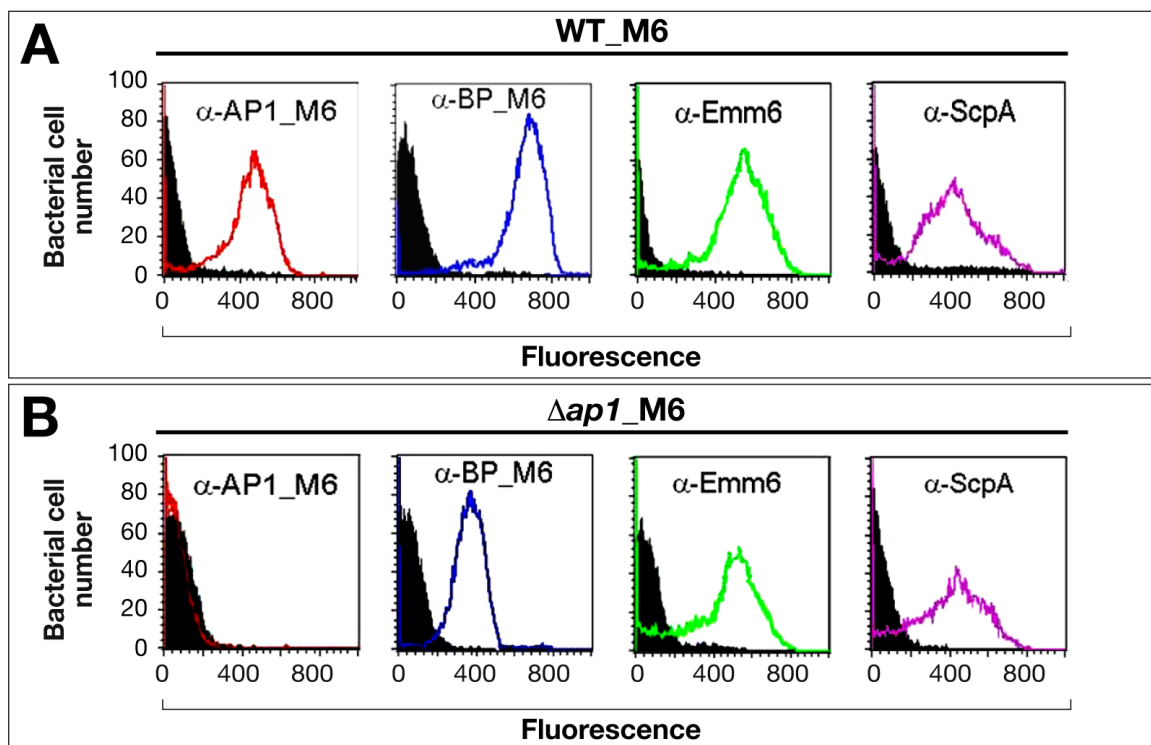 A
WT_M6
Bacterial cell
number
100
80
60
40
20
0
α-AP1_M6
α-BP_M6
α-Emm6
α-ScpA
0 400 800
0 400 800
0 400 800
0 400 800
Fluorescence
B
Δap1_M6
Bacterial cell
number
100
80
60
40
20
0
α-AP1_M6
α-BP_M6
α-Emm6
α-ScpA
0 400 800
0 400 800
0 400 800
0 400 800
Fluorescence